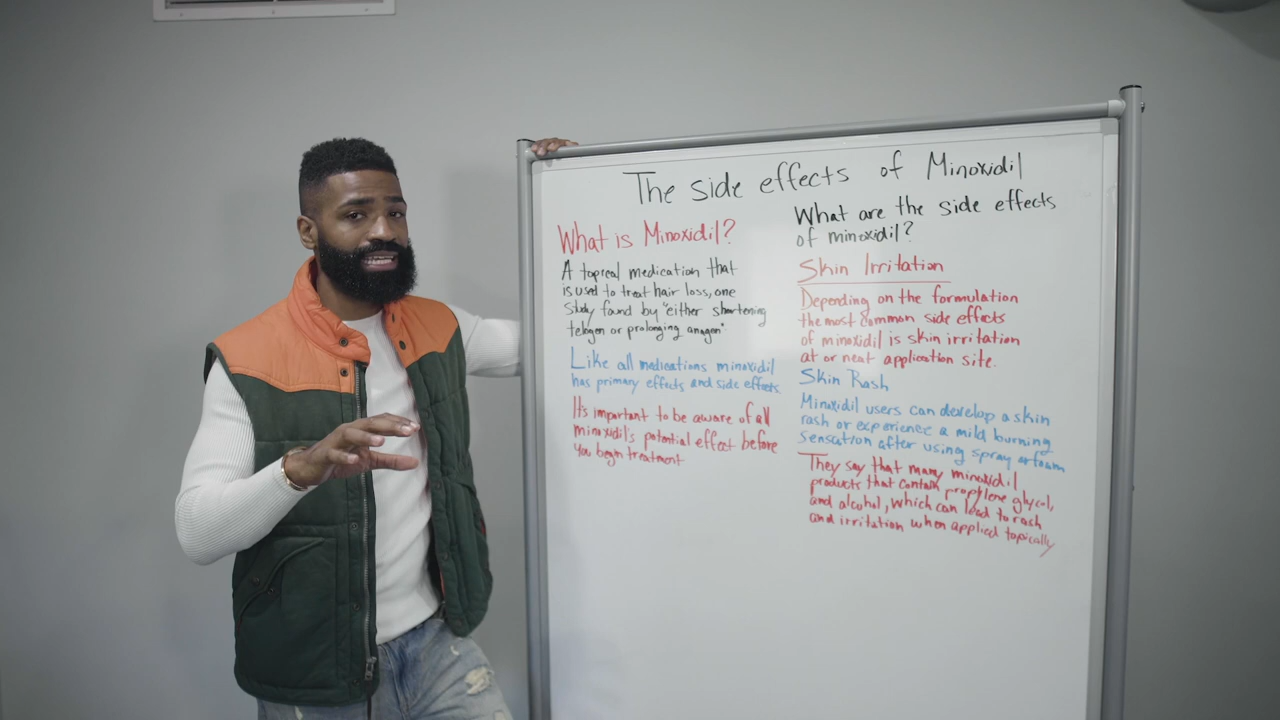 The side effects of Minoxidil
What is Minoxidil?
A topical medication that
is used to treat hair loss, one
study found by "either shortening
telogen or prolonging anagen"
Like all medications minoxidil
has primary effects and side effects.
It's important to be aware of all
minoxidil's potential effect before
you begin treatment
What are the side effects
of minoxidil?
Skin Irritation
Depending on the formulation
the most common side effects
of minoxidil is skin irritation
at or near application site.
Skin Rash
Minoxidil users can develop a skin
rash or experience a mild burning
sensation after using spray or foam
They say that many minoxidil
products that contain propylene glycol,
and alcohol, which can lead to rash
and irritation when applied topically